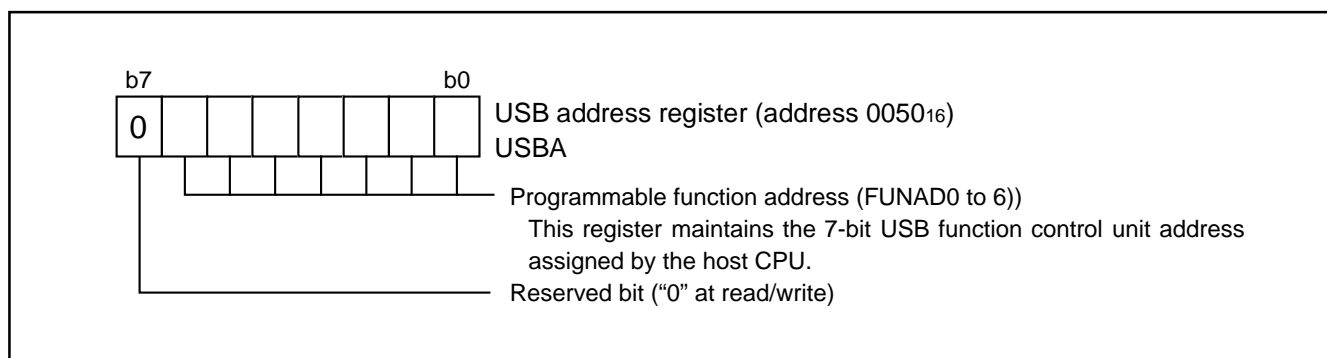 b7 b0
0
USB address register (address 0050₁₆)
USBA
Programmable function address (FUNAD0 to 6))
This register maintains the 7-bit USB function control unit address
assigned by the host CPU.
Reserved bit (“0” at read/write)